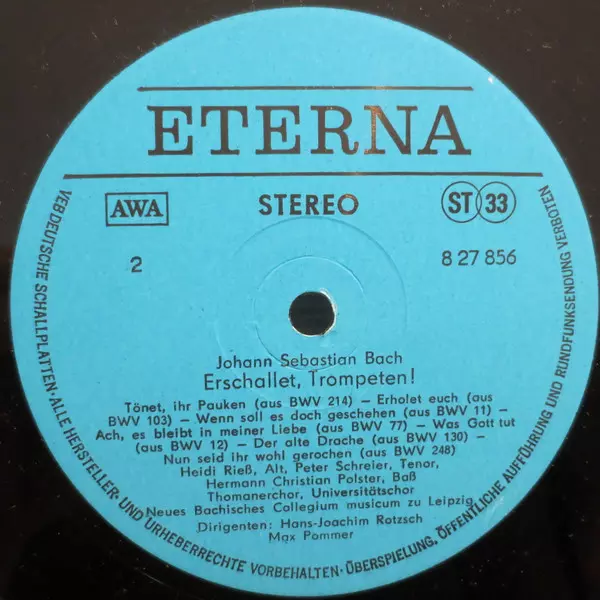 ETERNA
AWA
STEREO
ST 33
2
8 27 856
Johann Sebastian Bach
Erschallet, Trompeten!
Tönet, ihr Pauken (aus BWV 214) – Erholet euch (aus
BWV 103) – Wenn soll es doch geschehen (aus BWV 11) –
Ach, es bleibt in meiner Liebe (aus BWV 77) – Was Gott tut
(aus BWV 12) – Der alte Drache (aus BWV 130) –
Nun seid ihr wohl gerochen (aus BWV 248)
Heidi Rieß, Alt, Peter Schreier, Tenor,
Hermann Christian Polster, Baß
Thomanerchor, Universitätschor
Neues Bachisches Collegium musicum zu Leipzig
Dirigenten: Hans-Joachim Rotzsch
Max Pommer
VEB DEUTSCHE SCHALLPLATTEN · ALLE HERSTELLER- UND URHEBERRECHTE VORBEHALTEN · ÜBERSPIELUNG, ÖFFENTLICHE AUFFÜHRUNG UND RUNDFUNKSENDUNG VERBOTEN